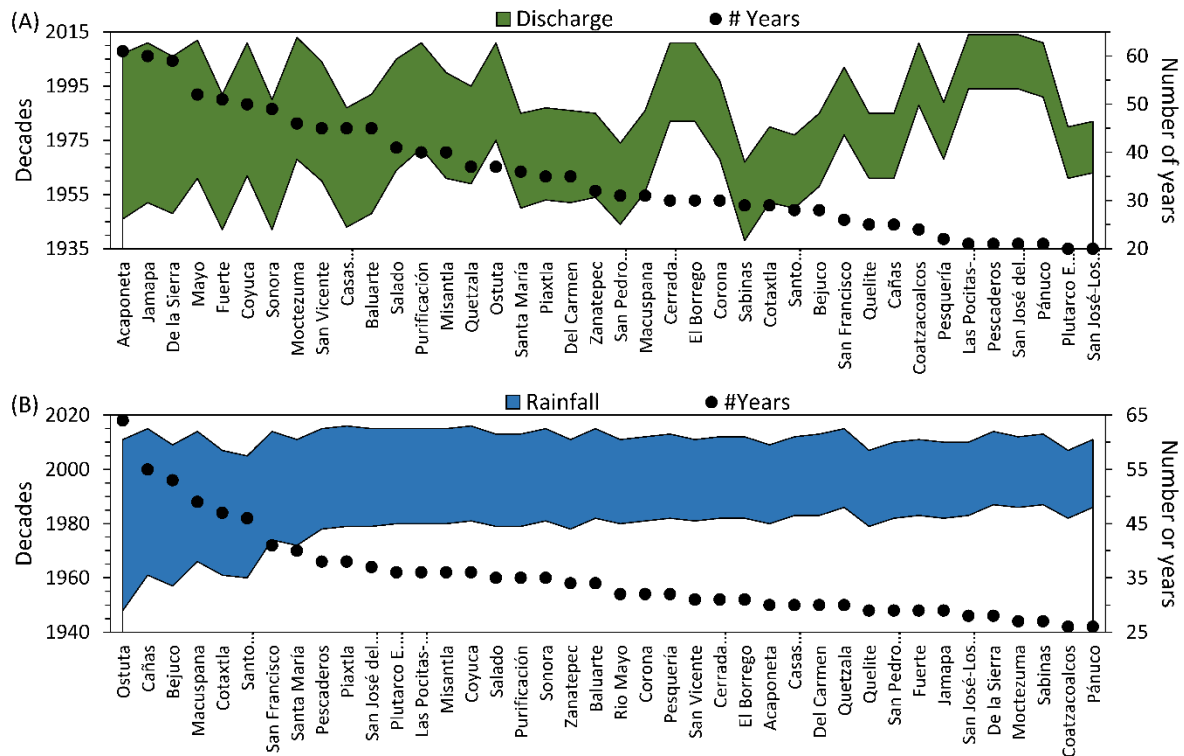 (A)
Discharge
# Years
2015
1995
1975
1955
1935
Decades
60
50
40
30
20
Number of years
Acaponeta
Jamapa
De la Sierra
Mayo
Fuerte
Coyuca
Sonora
Moctezuma
San Vicente
Casas...
Baluarte
Salado
Purificación
Misantla
Quetzala
Ostuta
Santa María
Piaxtla
Del Carmen
Zanatepec
San Pedro...
Macuspana
Cerrada...
El Borrego
Corona
Sabinas
Cotaxtla
Santo...
Bejuco
San Francisco
Quelite
Cañas
Coatzacoalcos
Pesquería
Las Pocitas-...
Pescaderos
San José del...
Pánuco
Plutarco E...
San José-Los...
(B)
Rainfall
#Years
2020
2000
1980
1960
1940
Decades
65
55
45
35
25
Number or years
Ostuta
Cañas
Bejuco
Macuspana
Cotaxtla
Santo...
San Francisco
Santa María
Pescaderos
Piaxtla
San José del...
Plutarco E...
Las Pocitas-...
Misantla
Coyuca
Salado
Purificación
Sonora
Zanatepec
Baluarte
Rio Mayo
Corona
Pesquería
San Vicente
Cerrada...
El Borrego
Acaponeta
Casas...
Del Carmen
Quetzala
Quelite
San Pedro...
Fuerte
Jamapa
San José-Los...
De la Sierra
Moctezuma
Sabinas
Coatzacoalcos
Pánuco